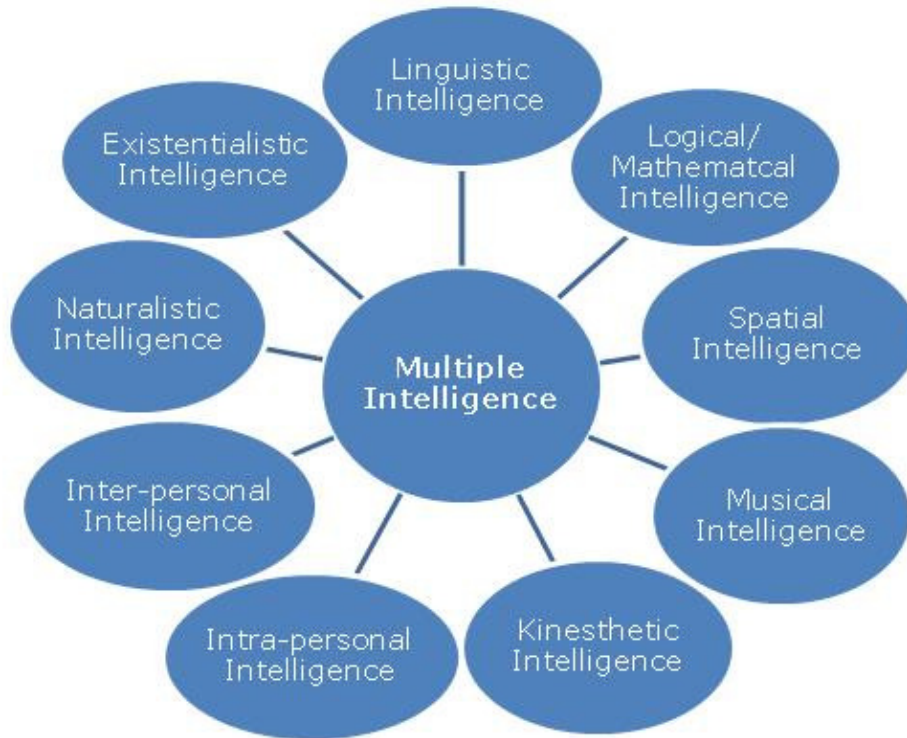 Linguistic
Intelligence
Logical/
Mathematcal
Intelligence
Spatial
Intelligence
Musical
Intelligence
Kinesthetic
Intelligence
Intra-personal
Intelligence
Inter-personal
Intelligence
Naturalistic
Intelligence
Existentialistic
Intelligence
Multiple
Intelligence